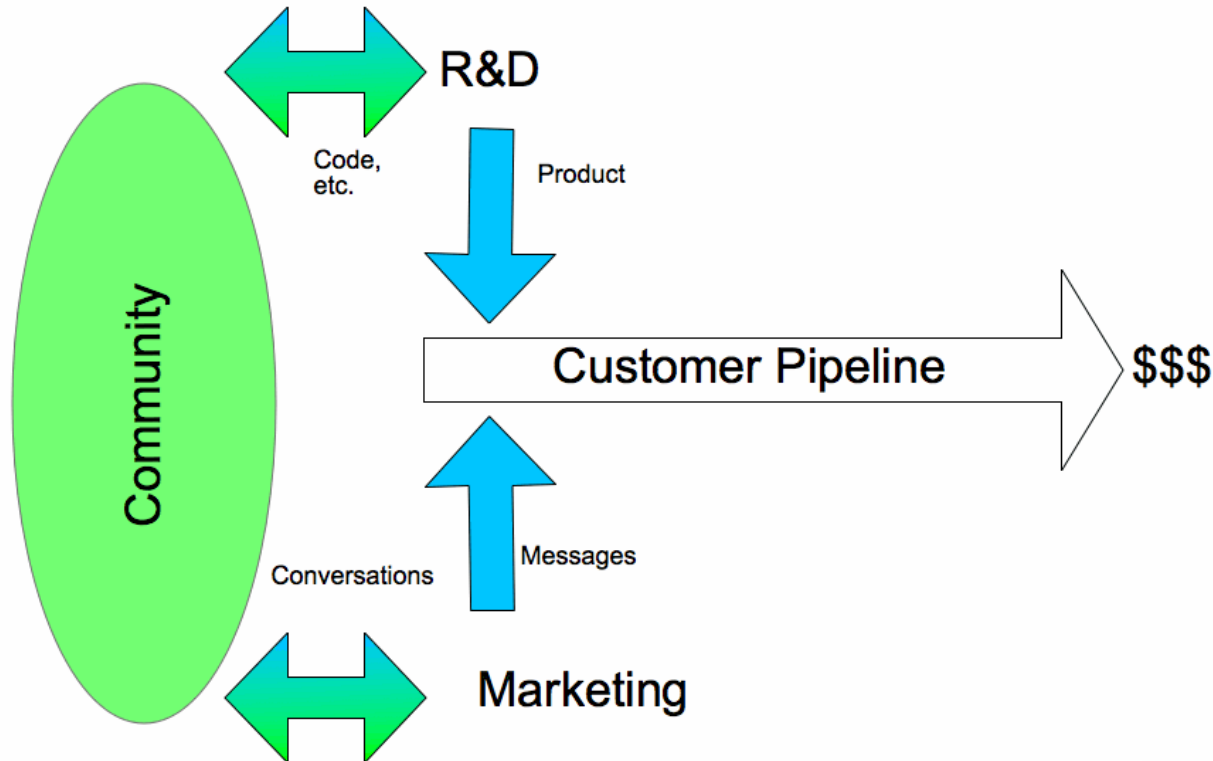 R&D
Code,
etc.
Product
Community
Customer Pipeline
$$$
Messages
Conversations
Marketing